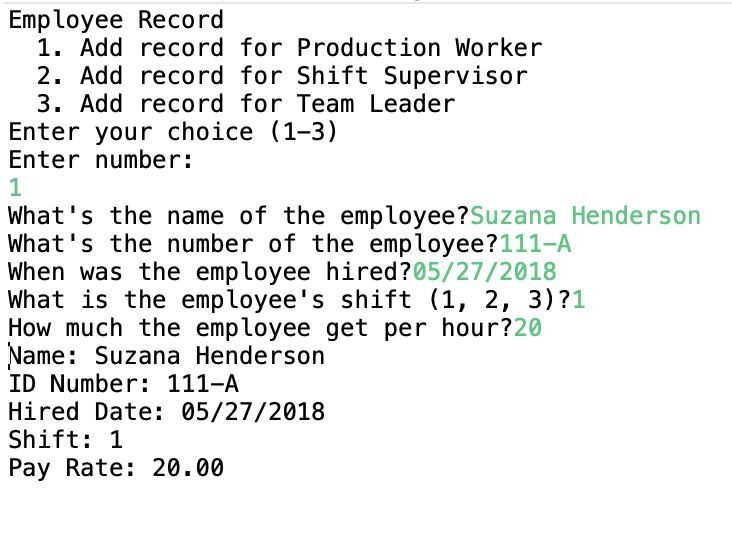 Employee Record
  1. Add record for Production Worker
  2. Add record for Shift Supervisor
  3. Add record for Team Leader
Enter your choice (1-3)
Enter number:
1
What's the name of the employee?Suzana Henderson
What's the number of the employee?111-A
When was the employee hired?05/27/2018
What is the employee's shift (1, 2, 3)?1
How much the employee get per hour?20
Name: Suzana Henderson
ID Number: 111-A
Hired Date: 05/27/2018
Shift: 1
Pay Rate: 20.00